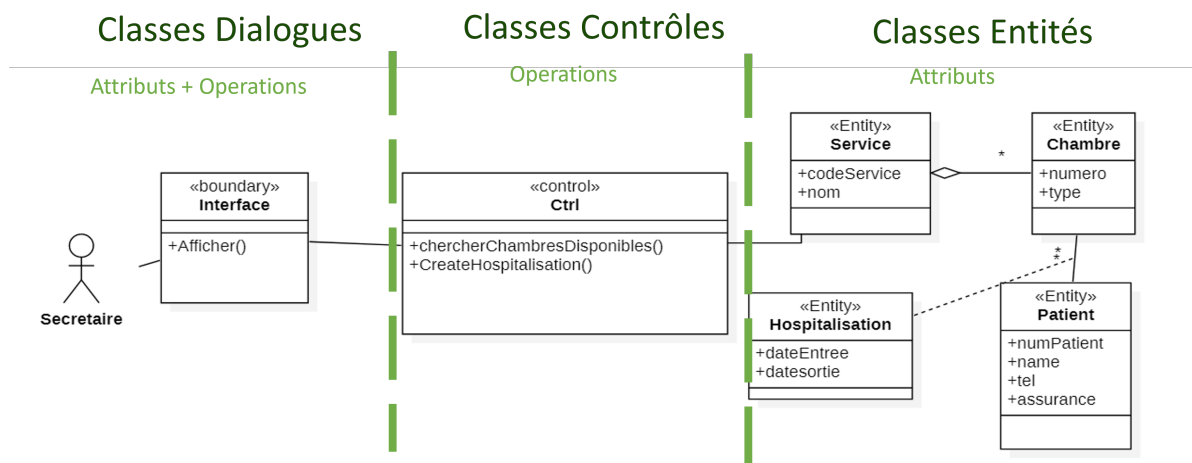 Classes Dialogues
Classes Contrôles
Classes Entités
Attributs + Operations
Operations
Attributs
Secretaire
«boundary»
Interface
+Afficher()
«control»
Ctrl
+chercherChambresDisponibles()
+CreateHospitalisation()
«Entity»
Service
+codeService
+nom
*
«Entity»
Chambre
+numero
+type
*
*
«Entity»
Hospitalisation
+dateEntree
+datesortie
«Entity»
Patient
+numPatient
+name
+tel
+assurance